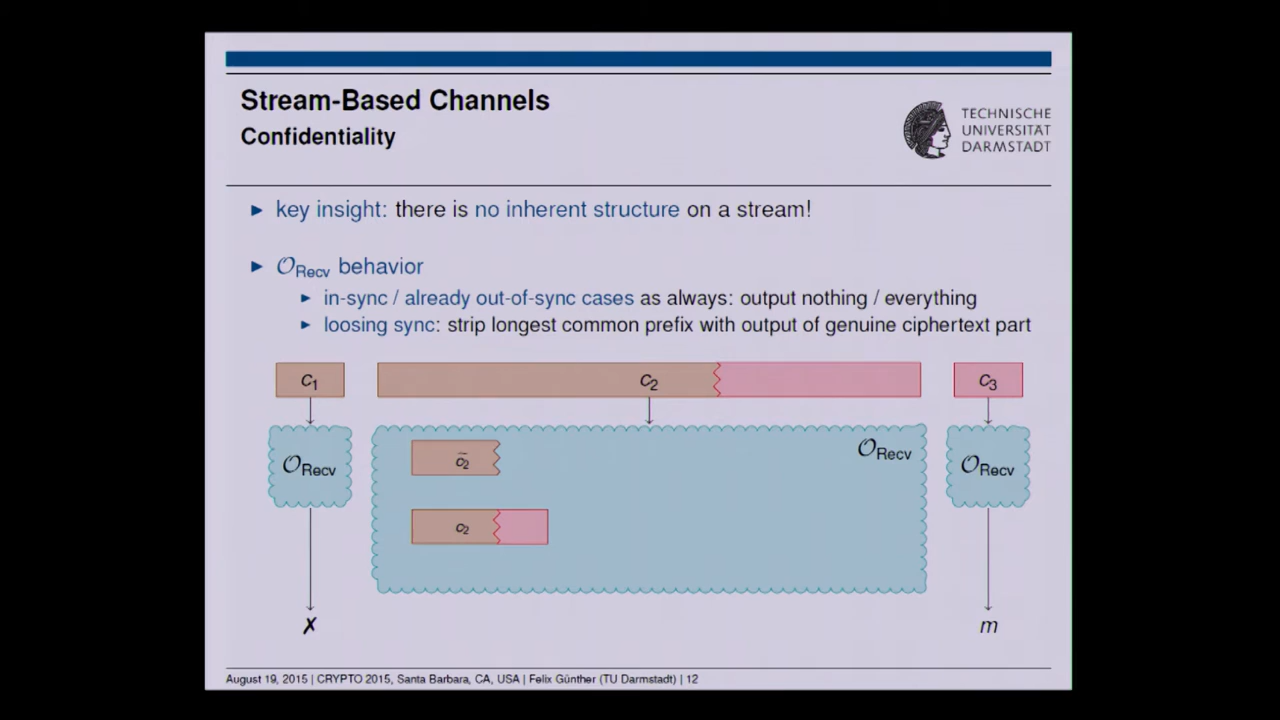 Stream-Based Channels
Confidentiality
TECHNISCHE
UNIVERSITÄT
DARMSTADT
► key insight: there is no inherent structure on a stream!
► 𝒪Recv behavior
► in-sync / already out-of-sync cases as always: output nothing / everything
► loosing sync: strip longest common prefix with output of genuine ciphertext part
c1 c2 c3
𝒪Recv
c̃2
𝒪Recv
𝒪Recv
c2
✗
m
August 19, 2015 | CRYPTO 2015, Santa Barbara, CA, USA | Felix Günther (TU Darmstadt) | 12